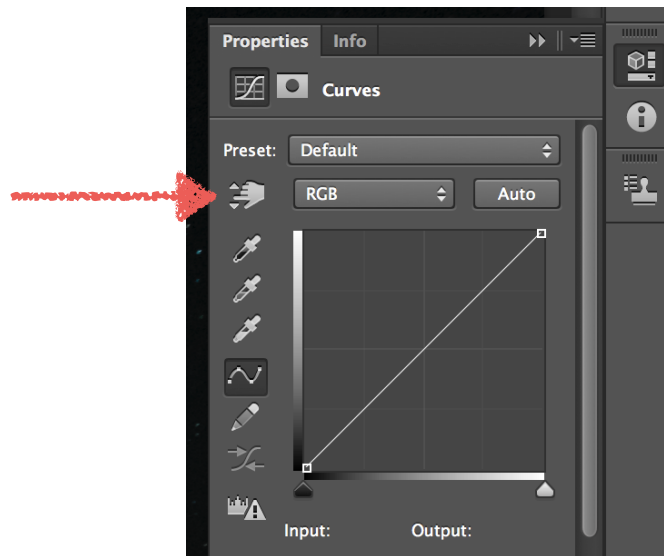 Properties Info
Curves
Preset: Default
RGB Auto
Input: Output: